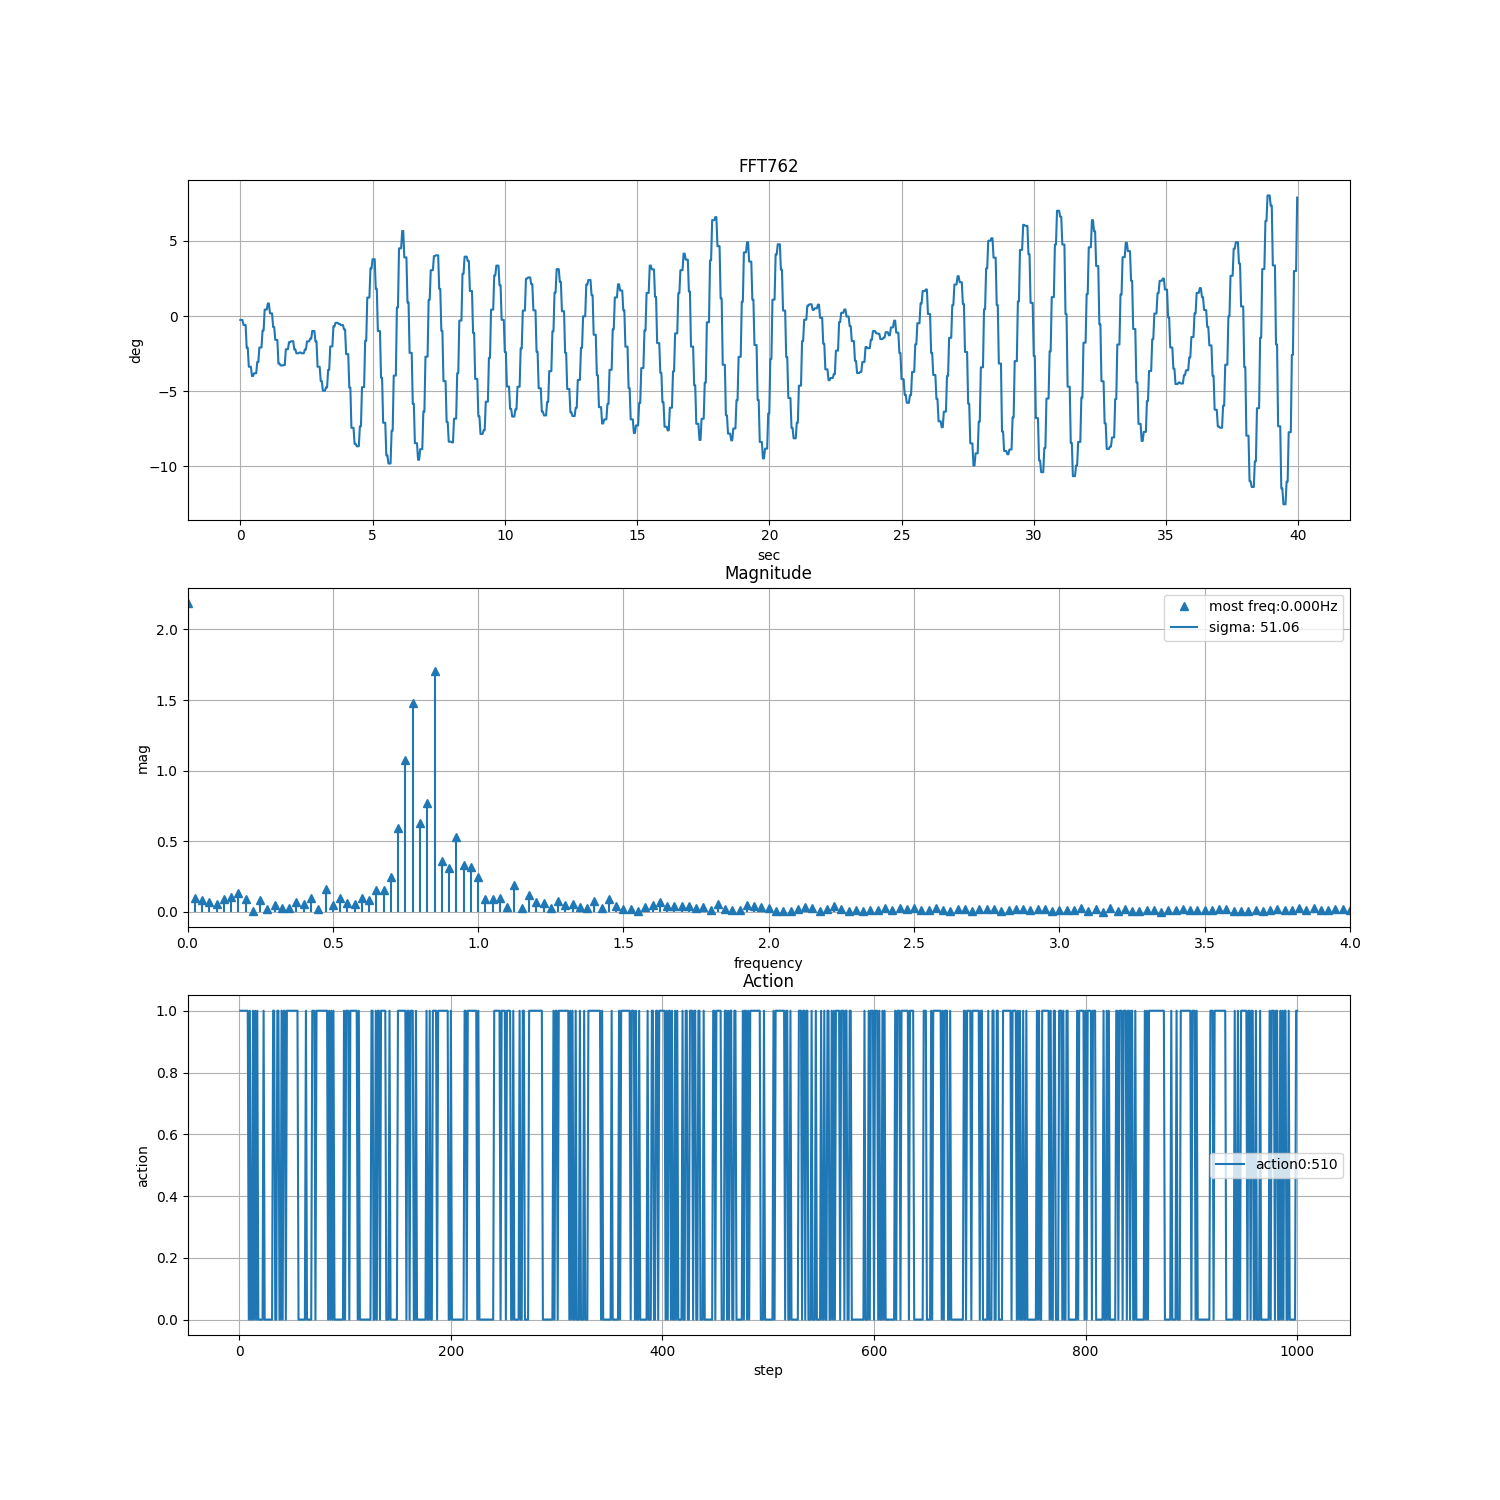 FFT762
5
0
−5
−10
deg
0 5 10 15 20 25 30 35 40
sec
Magnitude
most freq:0.000Hz
sigma: 51.06
2.0
1.5
1.0
0.5
0.0
mag
0.0 0.5 1.0 1.5 2.0 2.5 3.0 3.5 4.0
frequency
Action
1.0
0.8
0.6
0.4
0.2
0.0
action
action0:510
0 200 400 600 800 1000
step